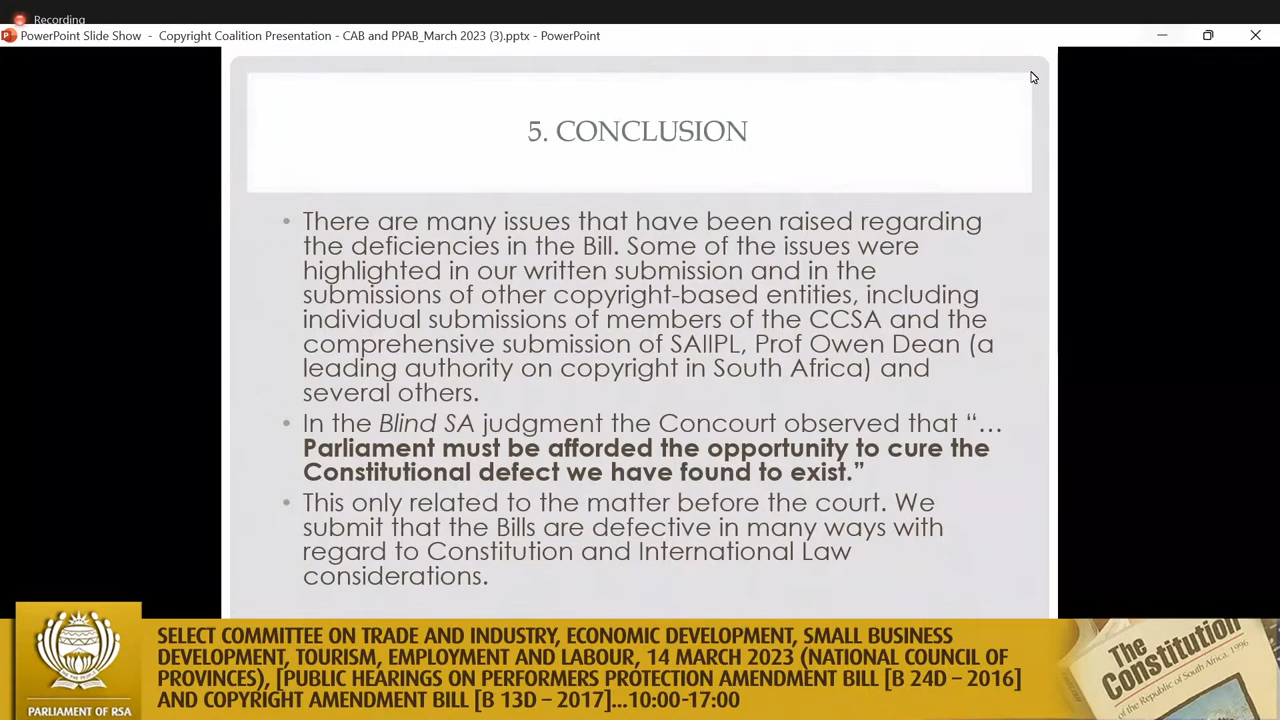 Recording
PowerPoint Slide Show - Copyright Coalition Presentation - CAB and PPAB_March 2023 (3).pptx - PowerPoint
5. CONCLUSION
• There are many issues that have been raised regarding
the deficiencies in the Bill. Some of the issues were
highlighted in our written submission and in the
submissions of other copyright-based entities, including
individual submissions of members of the CCSA and the
comprehensive submission of SAIIPL, Prof Owen Dean (a
leading authority on copyright in South Africa) and
several others.
• In the Blind SA judgment the Concourt observed that “…
Parliament must be afforded the opportunity to cure the
Constitutional defect we have found to exist.”
• This only related to the matter before the court. We
submit that the Bills are defective in many ways with
regard to Constitution and International Law
considerations.
SELECT COMMITTEE ON TRADE AND INDUSTRY, ECONOMIC DEVELOPMENT, SMALL BUSINESS
DEVELOPMENT, TOURISM, EMPLOYMENT AND LABOUR, 14 MARCH 2023 (NATIONAL COUNCIL OF
PROVINCES), [PUBLIC HEARINGS ON PERFORMERS PROTECTION AMENDMENT BILL [B 24D – 2016]
AND COPYRIGHT AMENDMENT BILL [B 13D – 2017]...10:00-17:00
PARLIAMENT OF RSA
The
Constitution
of the Republic of South Africa, 1996